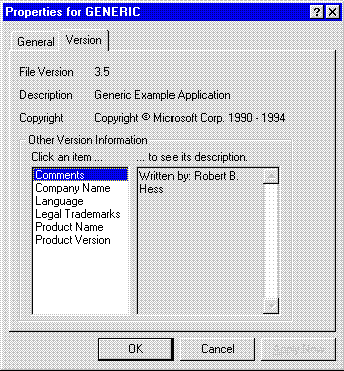 Properties for GENERIC
General Version
File Version 3.5
Description Generic Example Application
Copyright Copyright © Microsoft Corp. 1990 - 1994
Other Version Information
Click an item ... ... to see its description.
Comments Written by: Robert B.
Company Name Hess
Language
Legal Trademarks
Product Name
Product Version
OK Cancel Apply Now